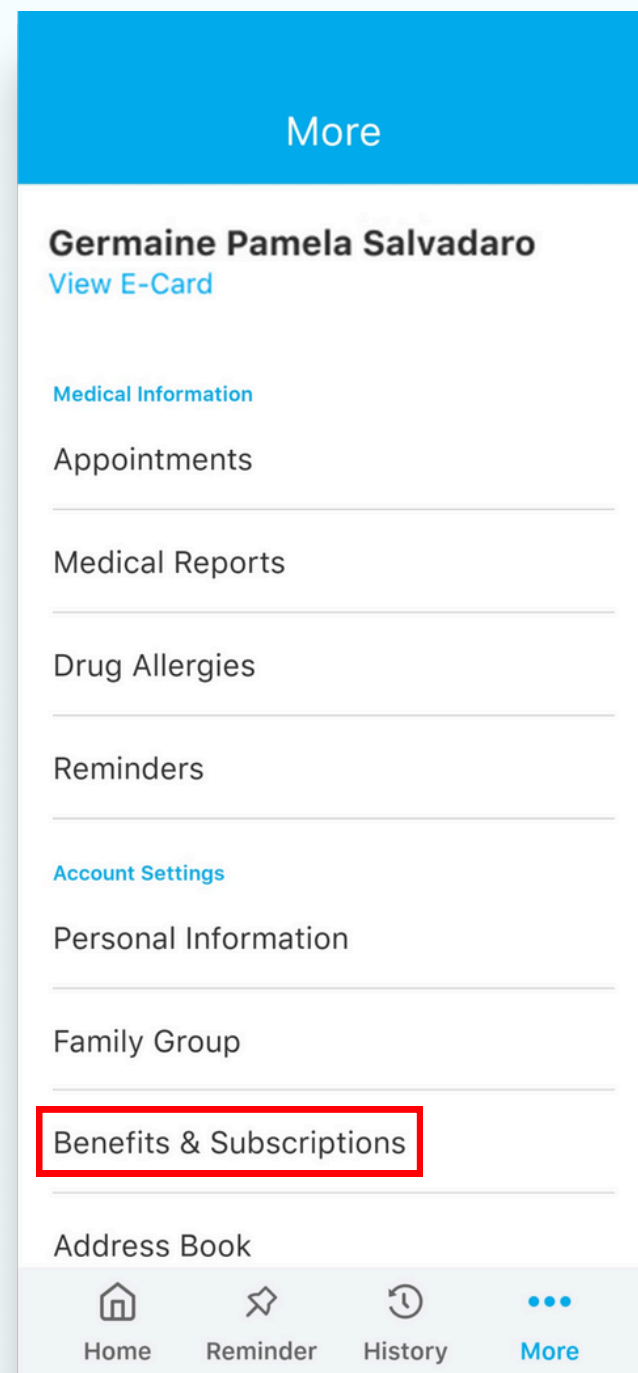 More
Germaine Pamela Salvadaro
View E-Card
Medical Information
Appointments
Medical Reports
Drug Allergies
Reminders
Account Settings
Personal Information
Family Group
Benefits & Subscriptions
Address Book
Home Reminder History More